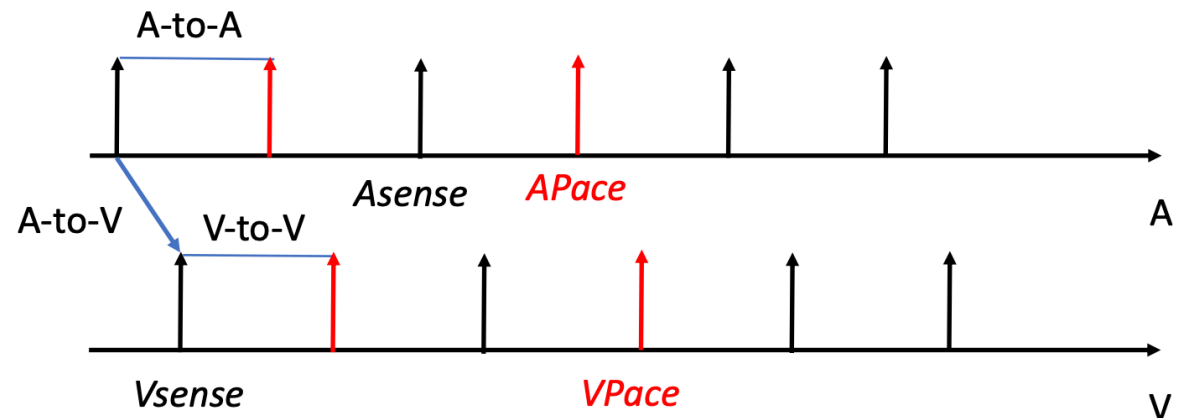 A-to-A
Asense
APace
A
A-to-V
V-to-V
Vsense
VPace
V